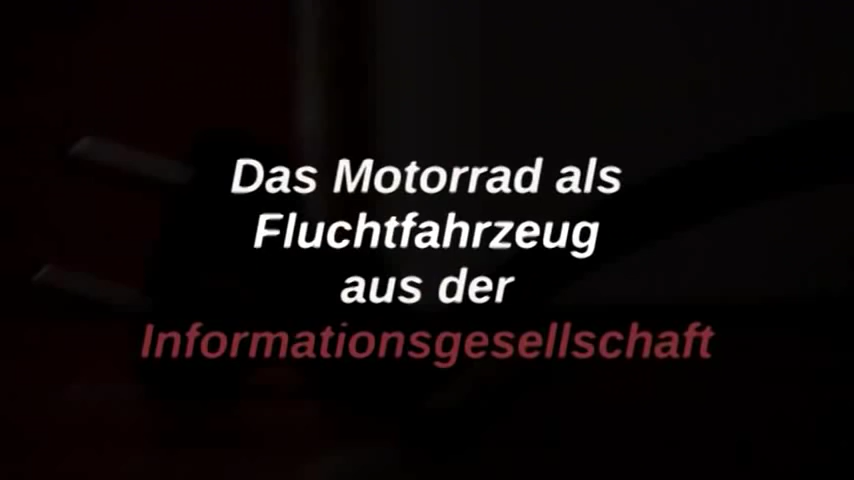 Das Motorrad als
Fluchtfahrzeug
aus der
Informationsgesellschaft